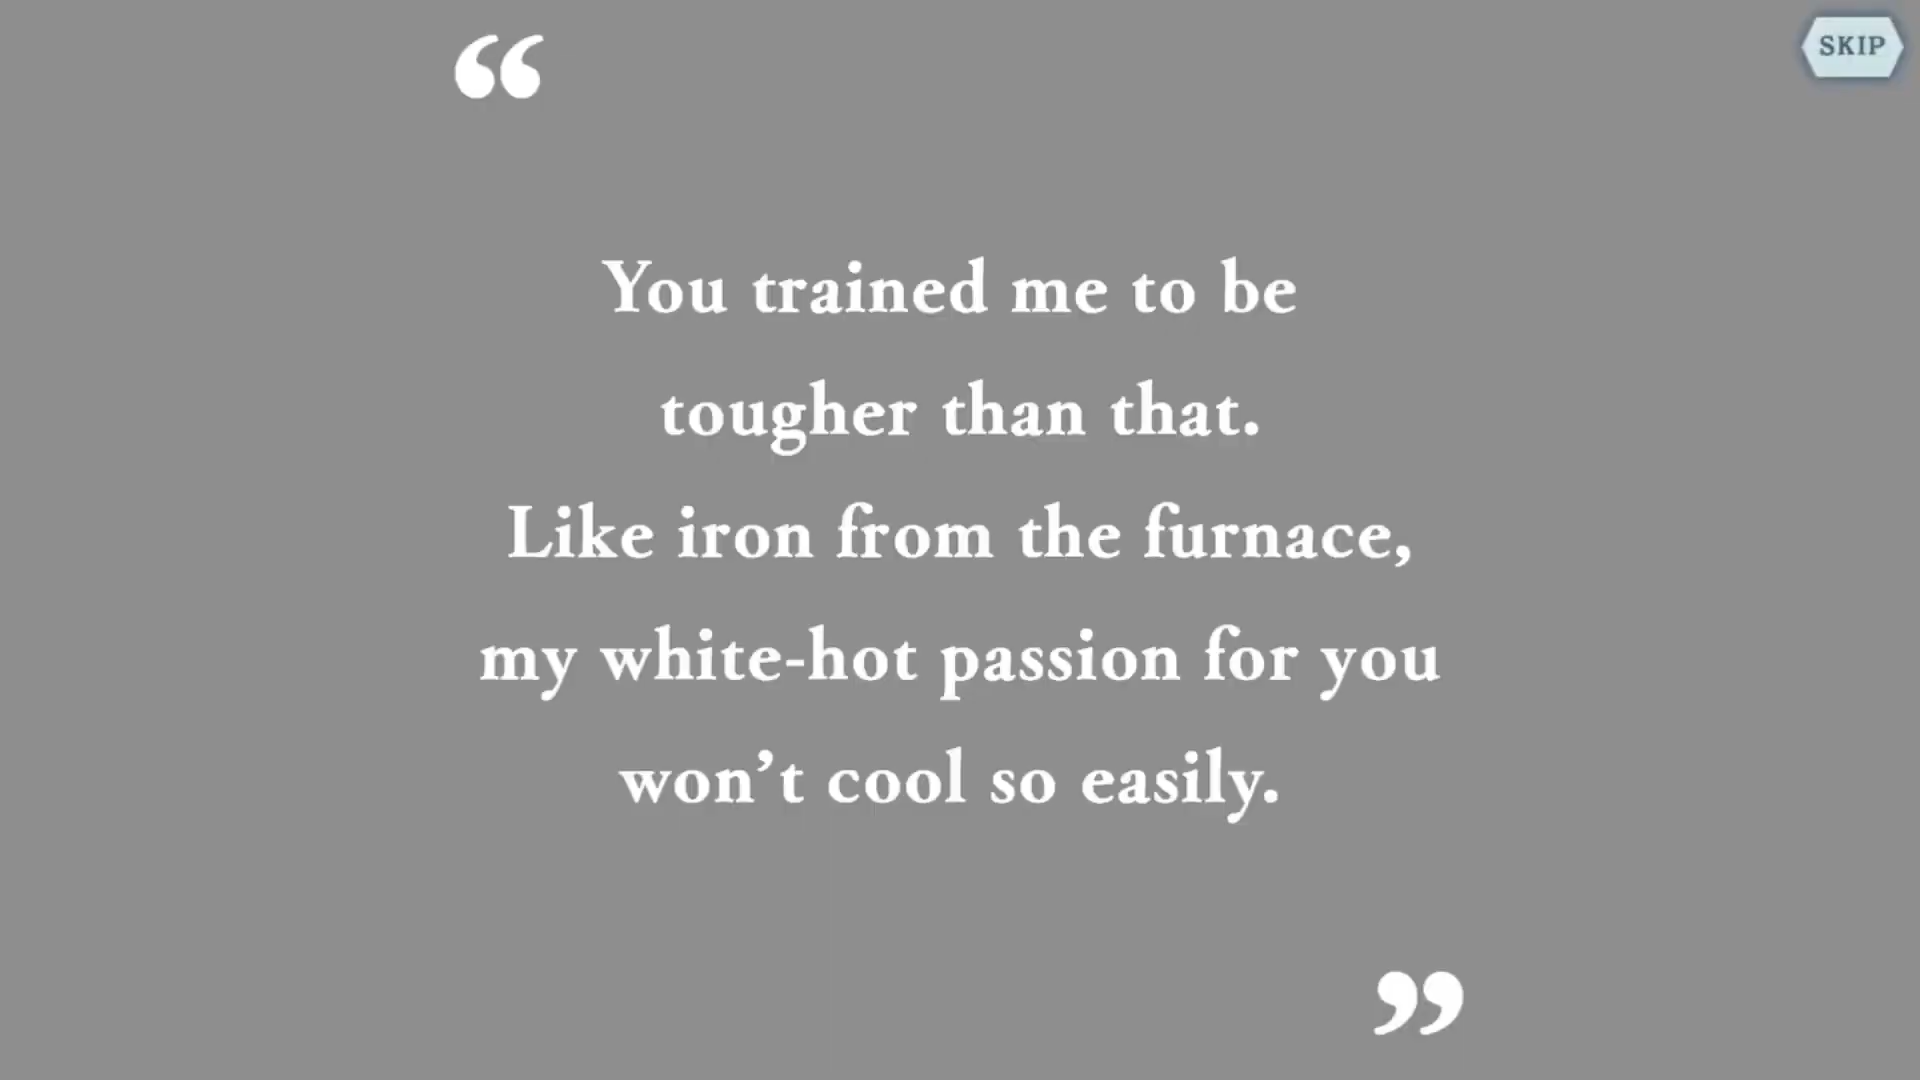 SKIP
“
You trained me to be
tougher than that.
Like iron from the furnace,
my white-hot passion for you
won’t cool so easily.
”